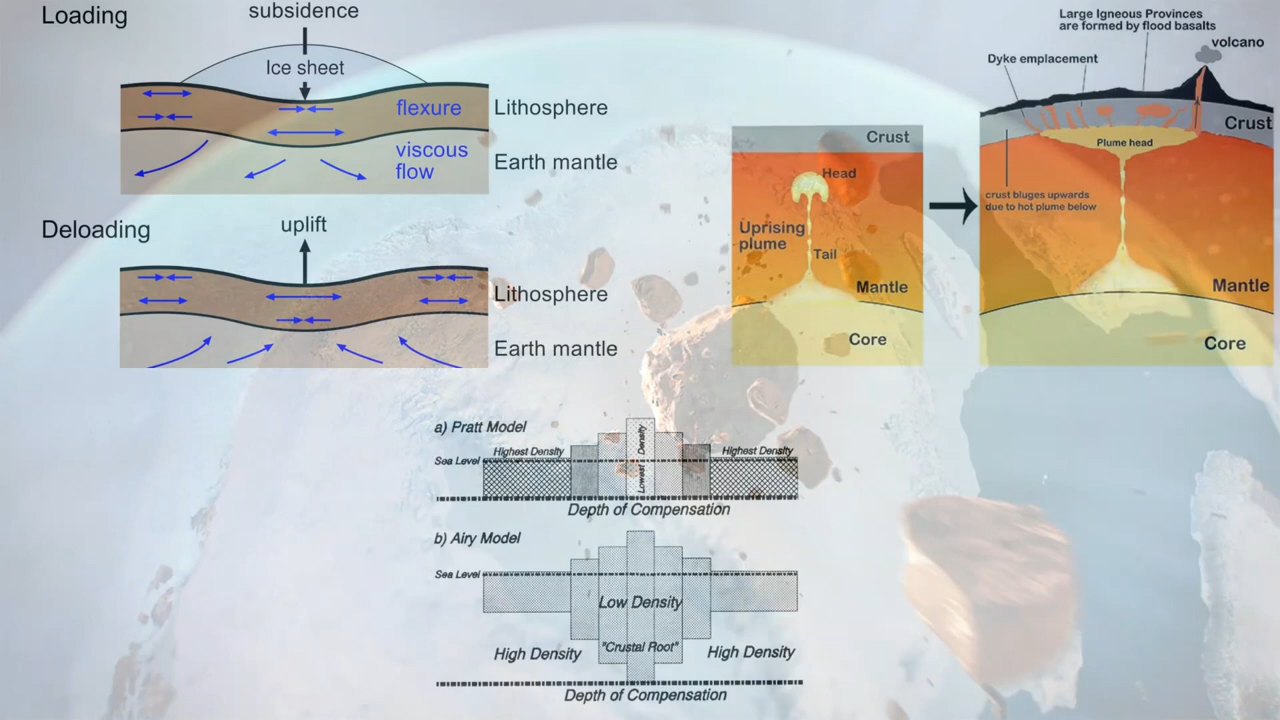 Loading
subsidence
Ice sheet
flexure
Lithosphere
viscous
flow
Earth mantle
Deloading
uplift
Lithosphere
Earth mantle
Crust
Head
Uprising
plume
Tail
Mantle
Core
Large Igneous Provinces
are formed by flood basalts
volcano
Dyke emplacement
Crust
Plume head
crust bluges upwards
due to hot plume below
Mantle
Core
a) Pratt Model
Highest Density
Lowest Density
Highest Density
Sea Level
Depth of Compensation
b) Airy Model
Sea Level
Low Density
"Crustal Root"
High Density
High Density
Depth of Compensation